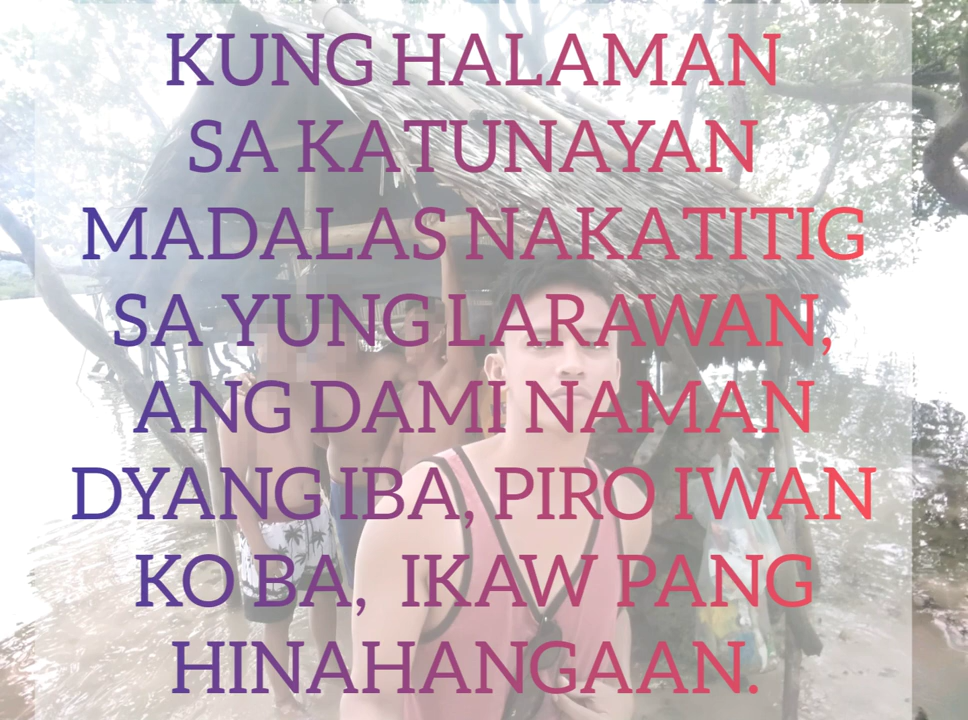 KUNG HALAMAN
SA KATUNAYAN
MADALAS NAKATITIG
SA YUNG LARAWAN,
ANG DAMI NAMAN
DYANG IBA, PIRO IWAN
KO BA, IKAW PANG
HINAHANGAAN.